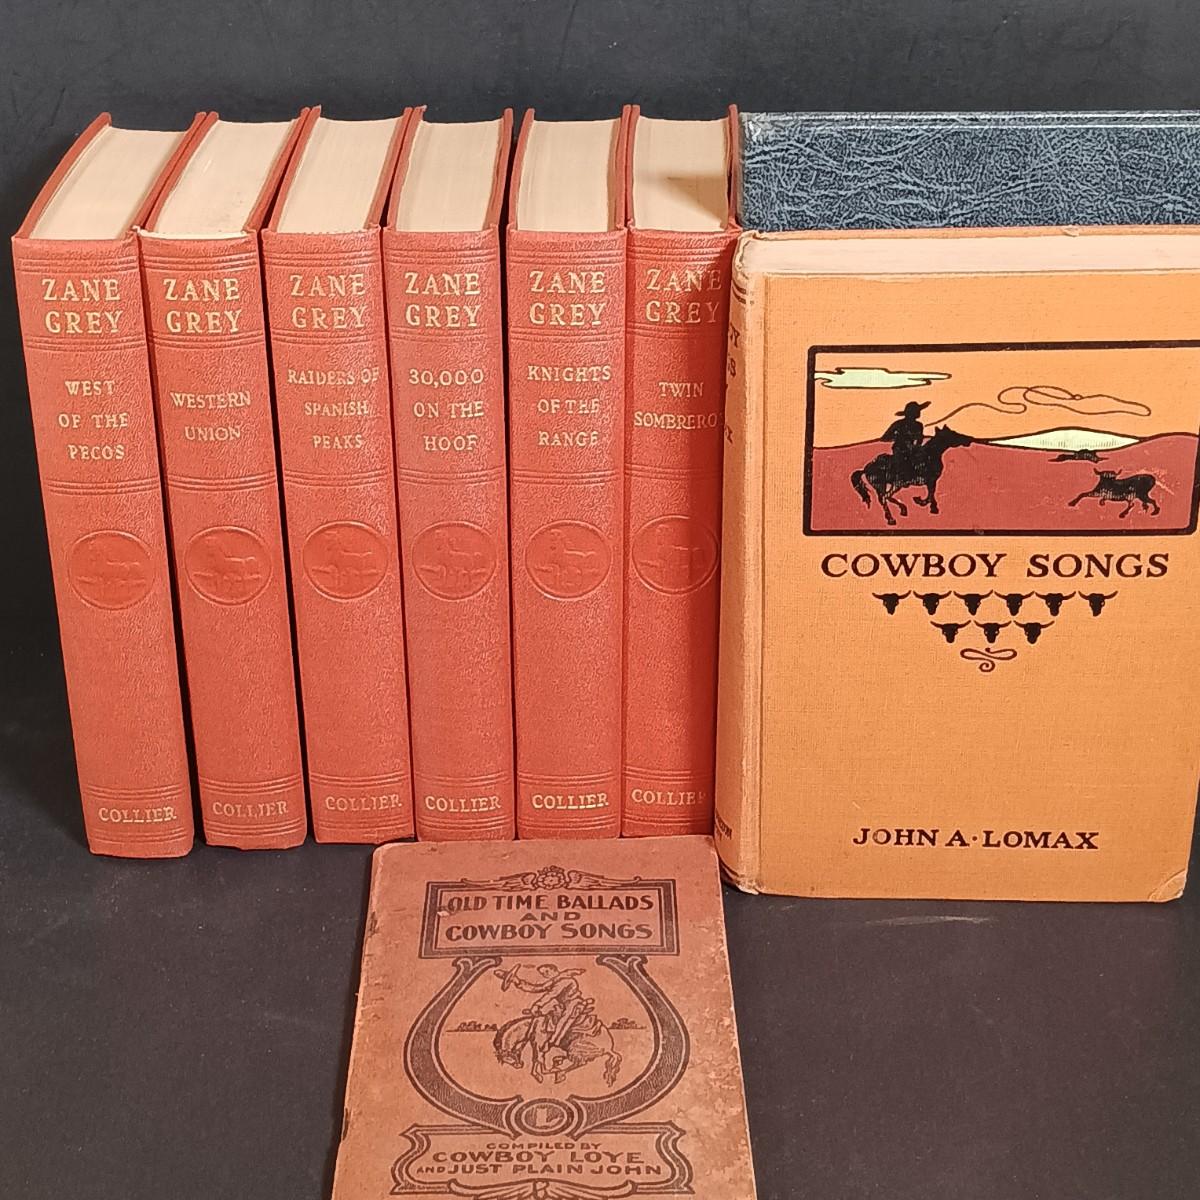 ZANE
GREY
WEST
OF THE
PECOS
COLLIER
ZANE
GREY
WESTERN
UNION
COLLIER
ZANE
GREY
RAIDERS OF
SPANISH
PEAKS
COLLIER
ZANE
GREY
30,000
ON THE
HOOF
COLLIER
ZANE
GREY
KNIGHTS
OF THE
RANGE
COLLIER
ZANE
GREY
TWIN
SOMBRERO
COLLIER
COWBOY SONGS
JOHN A·LOMAX
OLD TIME BALLADS
AND
COWBOY SONGS
COMPILED BY
COWBOY LOYE
AND JUST PLAIN JOHN